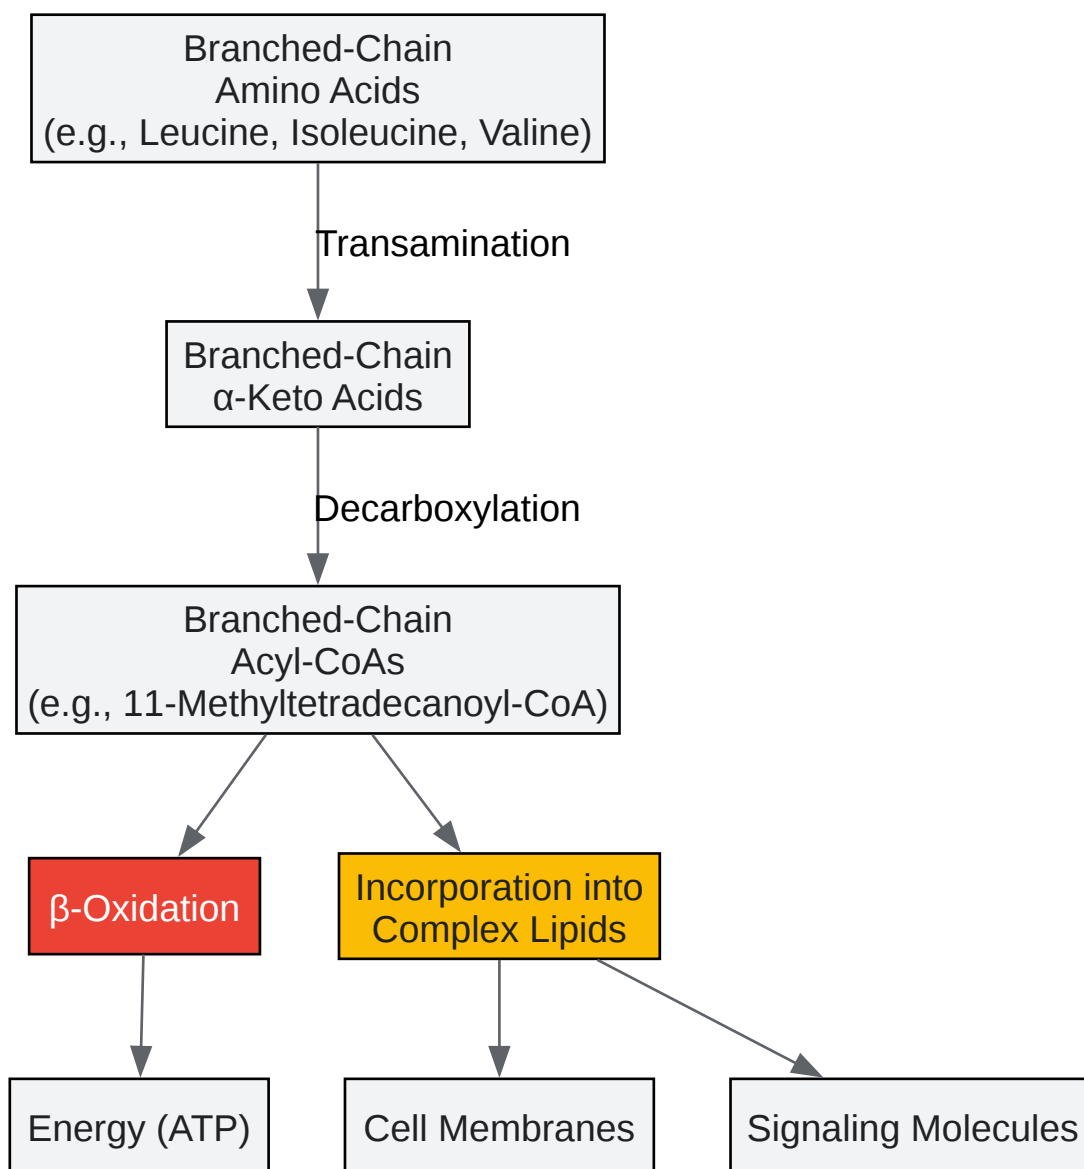 Branched-Chain
Amino Acids
(e.g., Leucine, Isoleucine, Valine)
Transamination
Branched-Chain
α-Keto Acids
Decarboxylation
Branched-Chain
Acyl-CoAs
(e.g., 11-Methyltetradecanoyl-CoA)
β-Oxidation
Incorporation into
Complex Lipids
Energy (ATP)
Cell Membranes
Signaling Molecules